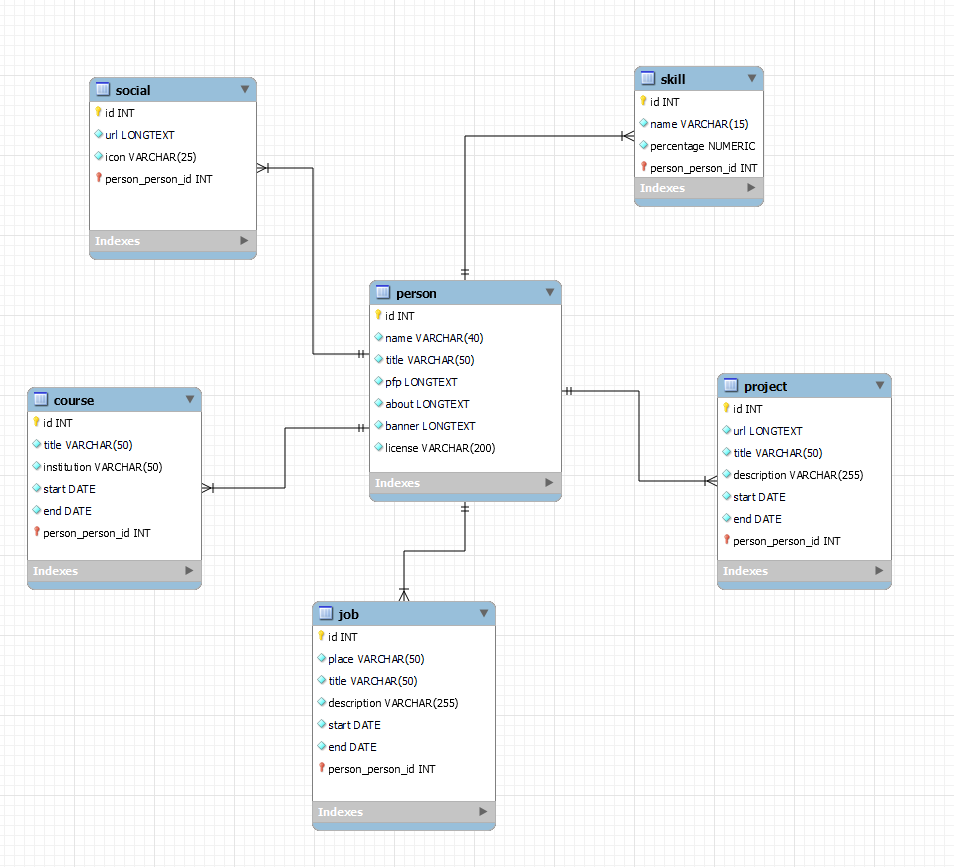 social
id INT
url LONGTEXT
icon VARCHAR(25)
person_person_id INT
Indexes
skill
id INT
name VARCHAR(15)
percentage NUMERIC
person_person_id INT
Indexes
person
id INT
name VARCHAR(40)
title VARCHAR(50)
pfp LONGTEXT
about LONGTEXT
banner LONGTEXT
license VARCHAR(200)
Indexes
course
id INT
title VARCHAR(50)
institution VARCHAR(50)
start DATE
end DATE
person_person_id INT
Indexes
project
id INT
url LONGTEXT
title VARCHAR(50)
description VARCHAR(255)
start DATE
end DATE
person_person_id INT
Indexes
job
id INT
place VARCHAR(50)
title VARCHAR(50)
description VARCHAR(255)
start DATE
end DATE
person_person_id INT
Indexes